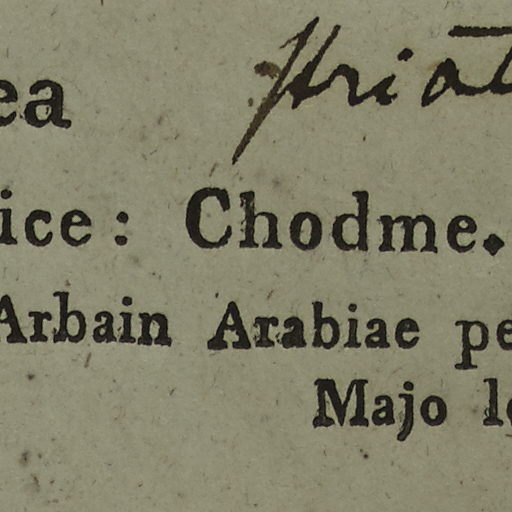 ea
ice: Chodme.
Arbain Arabiae pe
Majo l